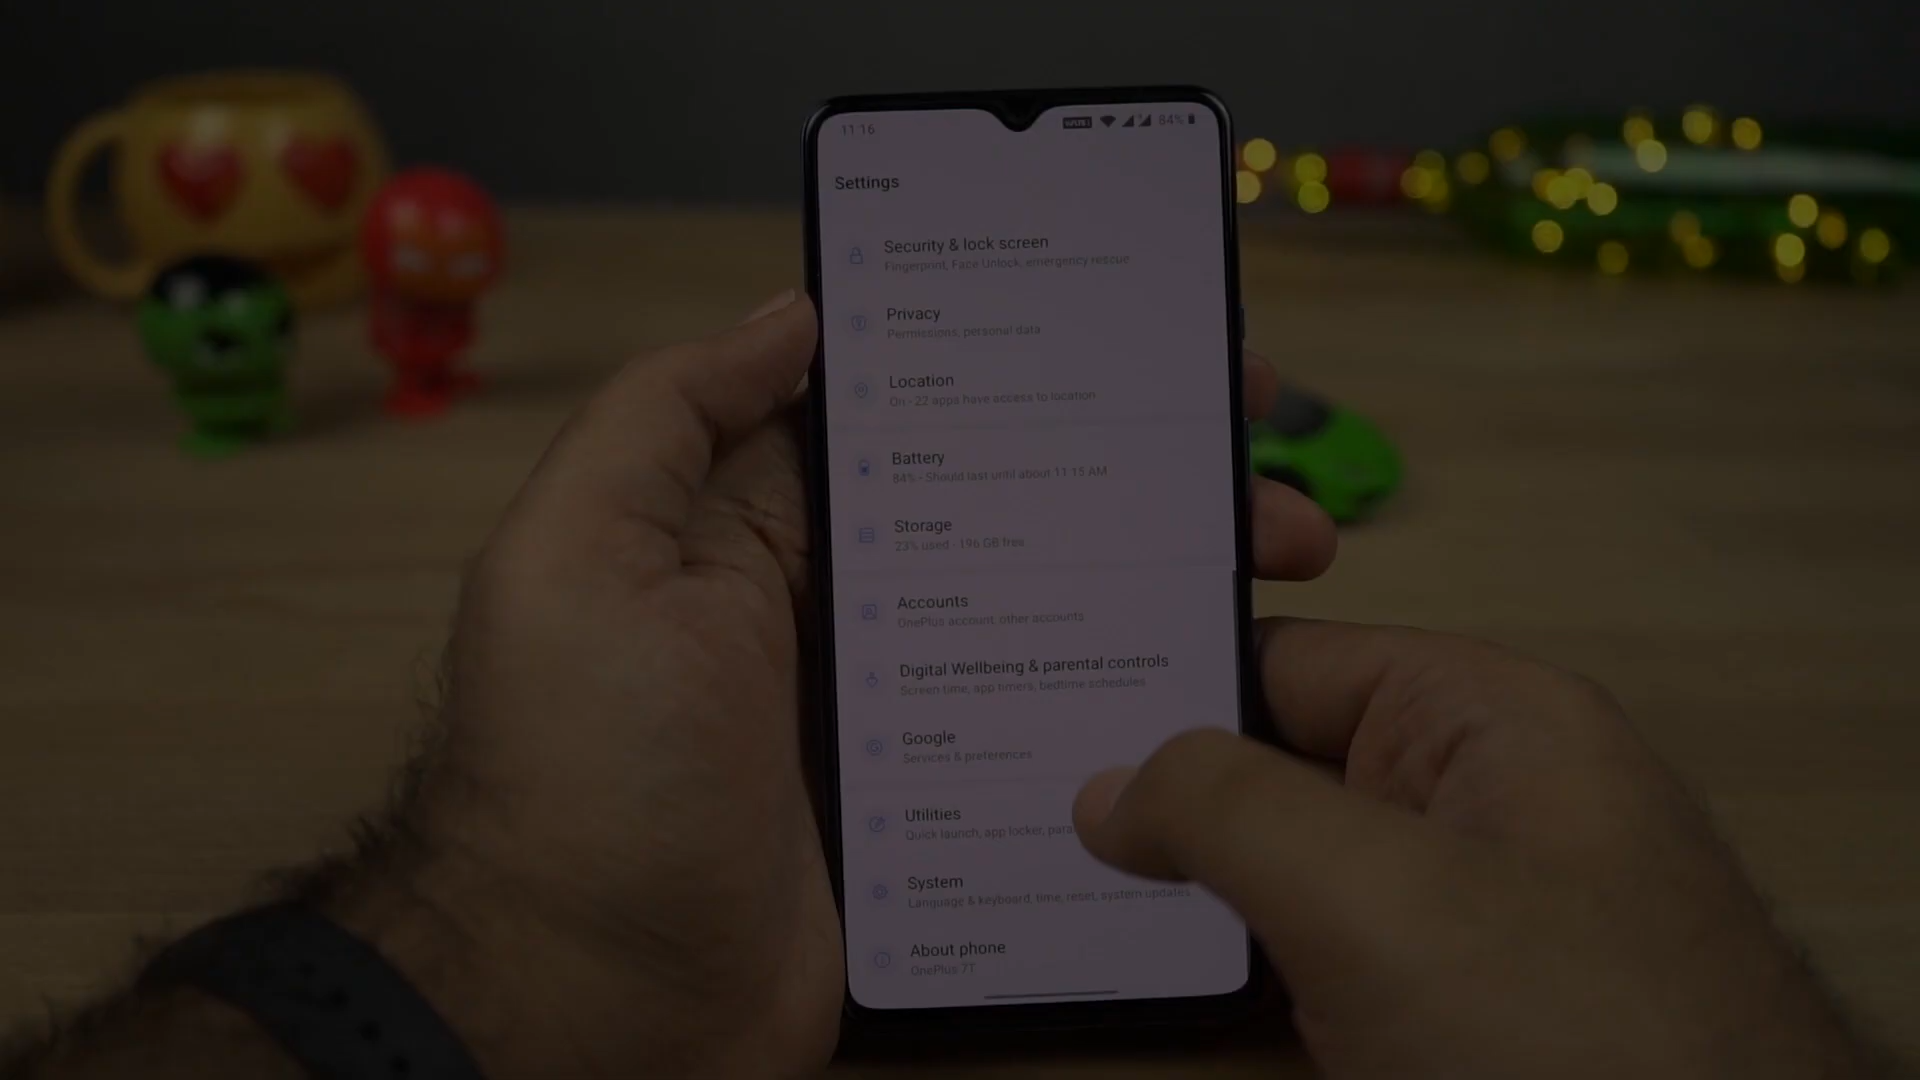 11:16
84%
Settings
Security & lock screen
Fingerprint, Face Unlock, emergency rescue
Privacy
Permissions, personal data
Location
On - 22 apps have access to location
Battery
84% - Should last until about 11:15 AM
Storage
23% used - 196 GB free
Accounts
OnePlus account, other accounts
Digital Wellbeing & parental controls
Screen time, app timers, bedtime schedules
Google
Services & preferences
Utilities
Quick launch, app locker,
System
Language & keyboard, time, reset, system updates
About phone
OnePlus 7T